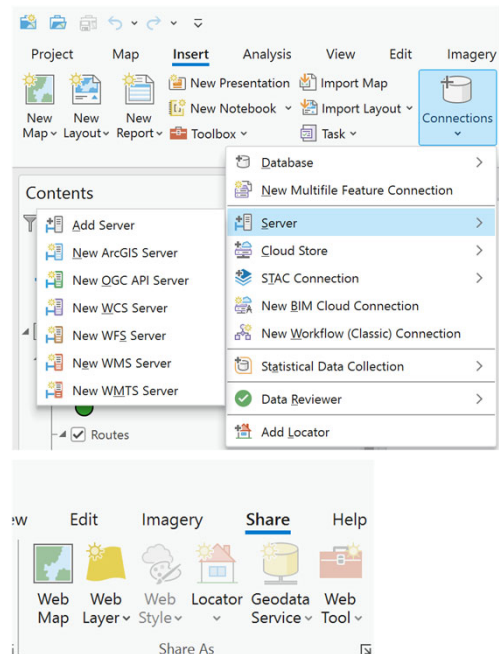 Project Map Insert Analysis View Edit Imagery
New Presentation Import Map
New Notebook Import Layout
New Map New Layout New Report Toolbox Task Connections
Database
New Multifile Feature Connection
Contents
Server
Cloud Store
STAC Connection
New BIM Cloud Connection
New Workflow (Classic) Connection
Statistical Data Collection
Data Reviewer
Add Locator
Add Server
New ArcGIS Server
New OGC API Server
New WCS Server
New WFS Server
New WMS Server
New WMTS Server
Routes
Edit Imagery Share Help
Web Map Web Layer Web Style Locator Geodata Service Web Tool
Share As